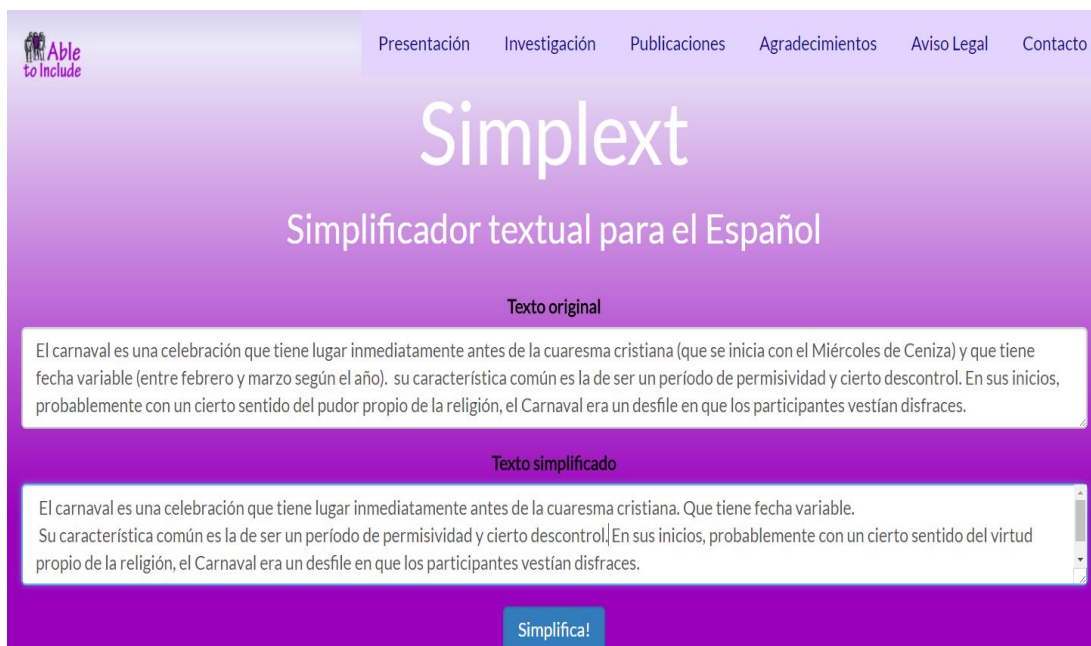 Able
to Include
Presentación Investigación Publicaciones Agradecimientos Aviso Legal Contacto
Simplext
Simplificador textual para el Español
Texto original
El carnaval es una celebración que tiene lugar inmediatamente antes de la cuaresma cristiana (que se inicia con el Miércoles de Ceniza) y que tiene
fecha variable (entre febrero y marzo según el año).  su característica común es la de ser un período de permisividad y cierto descontrol. En sus inicios,
probablemente con un cierto sentido del pudor propio de la religión, el Carnaval era un desfile en que los participantes vestían disfraces.
Texto simplificado
El carnaval es una celebración que tiene lugar inmediatamente antes de la cuaresma cristiana. Que tiene fecha variable.
Su característica común es la de ser un período de permisividad y cierto descontrol. En sus inicios, probablemente con un cierto sentido del virtud
propio de la religión, el Carnaval era un desfile en que los participantes vestían disfraces.
Simplifica!